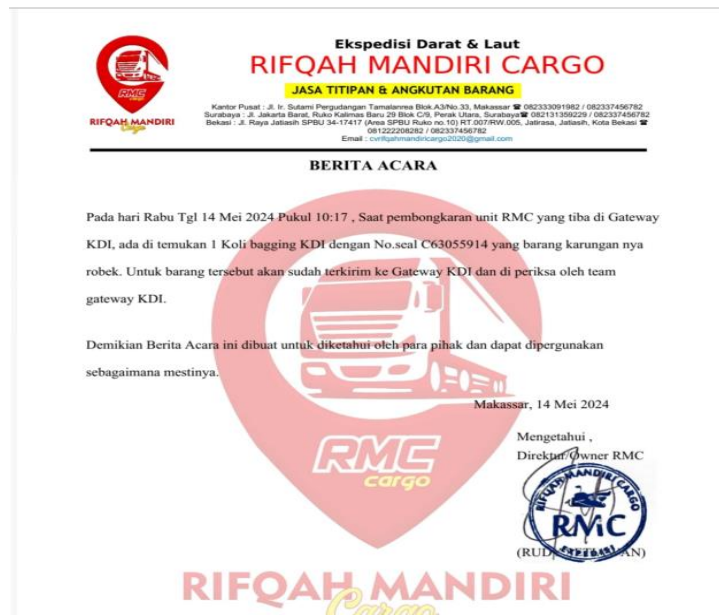 Ekspedisi Darat & Laut
RIFQAH MANDIRI CARGO
JASA TITIPAN & ANGKUTAN BARANG
Kantor Pusat : Jl. Ir. Sutami Pergudangan Tamalanrea Blok A3/No.33, Makassar ☎ 082333091982 / 082337456782
Surabaya : Jl. Jakarta Barat, Ruko Kalimas Baru 29 Blok C/9, Perak Utara, Surabaya☎ 082131359229 / 082337456782
Bekasi : Jl. Raya Jatiasih SPBU 34-17417 (Area SPBU Ruko no.10) RT.007/RW.005, Jatirasa, Jatiasih, Kota Bekasi ☎
081222208282 / 082337456782
Email : cvrifqahmandiricargo2020@gmail.com
RMC
cargo
RIFQAH MANDIRI
Cargo
BERITA ACARA
Pada hari Rabu Tgl 14 Mei 2024 Pukul 10:17 , Saat pembongkaran unit RMC yang tiba di Gateway
KDI, ada di temukan 1 Koli bagging KDI dengan No.seal C63055914 yang barang karungan nya
robek. Untuk barang tersebut akan sudah terkirim ke Gateway KDI dan di periksa oleh team
gateway KDI.
Demikian Berita Acara ini dibuat untuk diketahui oleh para pihak dan dapat dipergunakan
sebagaimana mestinya.
Makassar, 14 Mei 2024
Mengetahui ,
Direktur/Owner RMC
RIFQAH MANDIRI CARGO
RMC
RMC
cargo
RIFQAH MANDIRI
Cargo